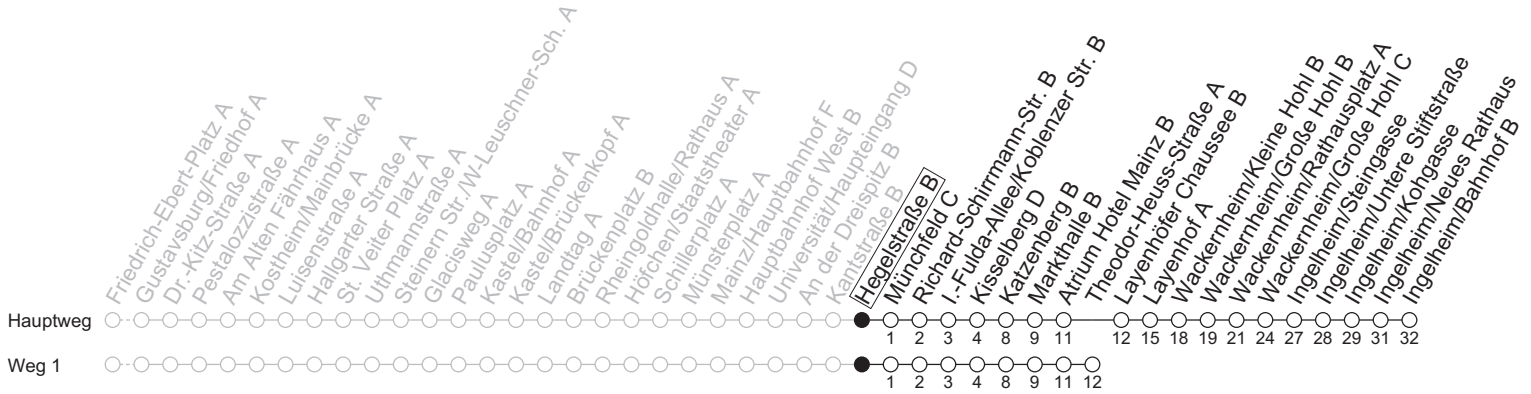 Friedrich-Ebert-Platz A
Gustavsburg/Friedhof A
Dr.-Kitz-Straße A
Pestalozzistraße A
Am Alten Fährhaus A
Kostheim/Mainbrücke A
Luisenstraße A
Hallgarter Straße A
St. Veiter Platz A
Uthmannstraße A
Steinern Str./W-Leuschner-Sch. A
Glacisweg A
Paulusplatz A
Kastel/Bahnhof A
Kastel/Brückenkopf A
Landtag A
Brückenplatz B
Rheingoldhalle/Rathaus A
Höfchen/Staatstheater A
Schillerplatz A
Münsterplatz A
Mainz/Hauptbahnhof F
Hauptbahnhof West B
Universität/Haupteingang D
An der Dreispitz B
Kantstraße B
Hegelstraße B
Münchfeld C
Richard-Schirrmann-Str. B
I.-Fulda-Allee/Koblenzer Str. B
Kisselberg D
Katzenberg B
Markthalle B
Atrium Hotel Mainz B
Theodor-Heuss-Straße A
Layenhöfer Chaussee B
Layenhof A
Wackernheim/Kleine Hohl B
Wackernheim/Große Hohl B
Wackernheim/Rathausplatz A
Wackernheim/Große Hohl C
Ingelheim/Steingasse
Ingelheim/Untere Stiftstraße
Ingelheim/Rohgasse
Ingelheim/Neues Rathaus
Ingelheim/Bahnhof B
Hauptweg
1 2 3 4 8 9 11 12 15 18 19 21 24 27 28 29 31 32
Weg 1
1 2 3 4 8 9 11 12